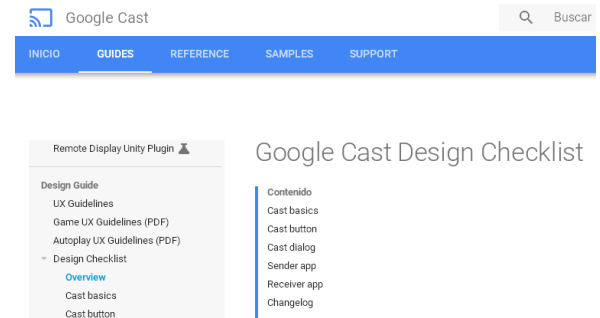 Google Cast
Buscar
INICIO GUIDES REFERENCE SAMPLES SUPPORT
Remote Display Unity Plugin
Design Guide
UX Guidelines
Game UX Guidelines (PDF)
Autoplay UX Guidelines (PDF)
Design Checklist
Overview
Cast basics
Cast button
Google Cast Design Checklist
Contenido
Cast basics
Cast button
Cast dialog
Sender app
Receiver app
Changelog